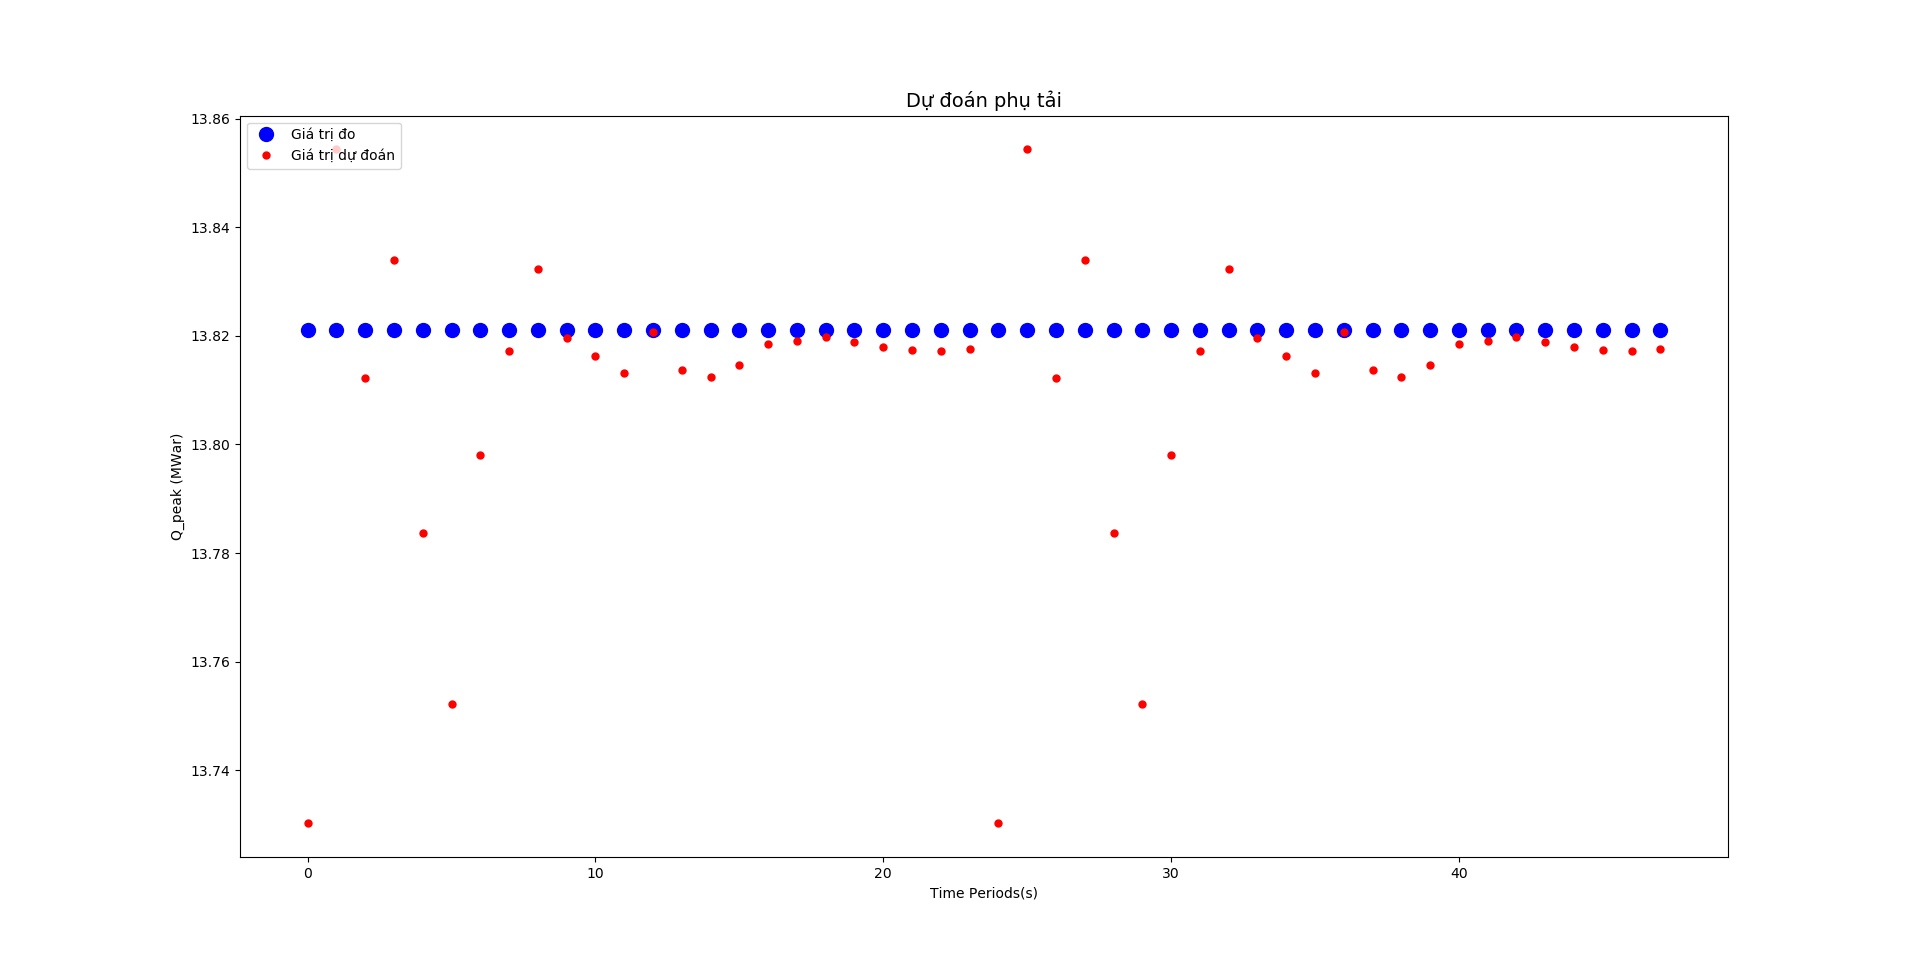 Dự đoán phụ tải
13.86
Giá trị đo
Giá trị dự đoán
13.84
13.82
13.80
Q_peak (MWar)
13.78
13.76
13.74
0 10 20 30 40
Time Periods(s)